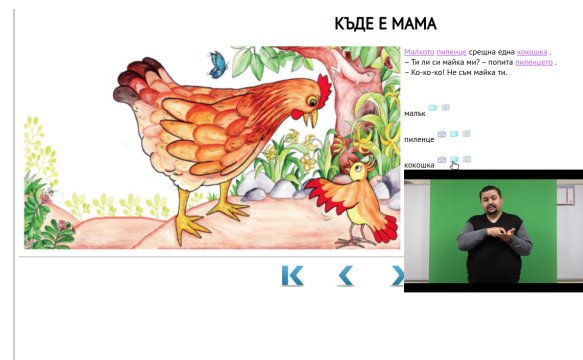 КЪДЕ Е МАМА
Малкото пиленце срещна една кокошка .
– Ти ли си майка ми? – попита пиленцето .
– Ко-ко-ко! Не съм майка ти.
малък
пиленце
кокошка